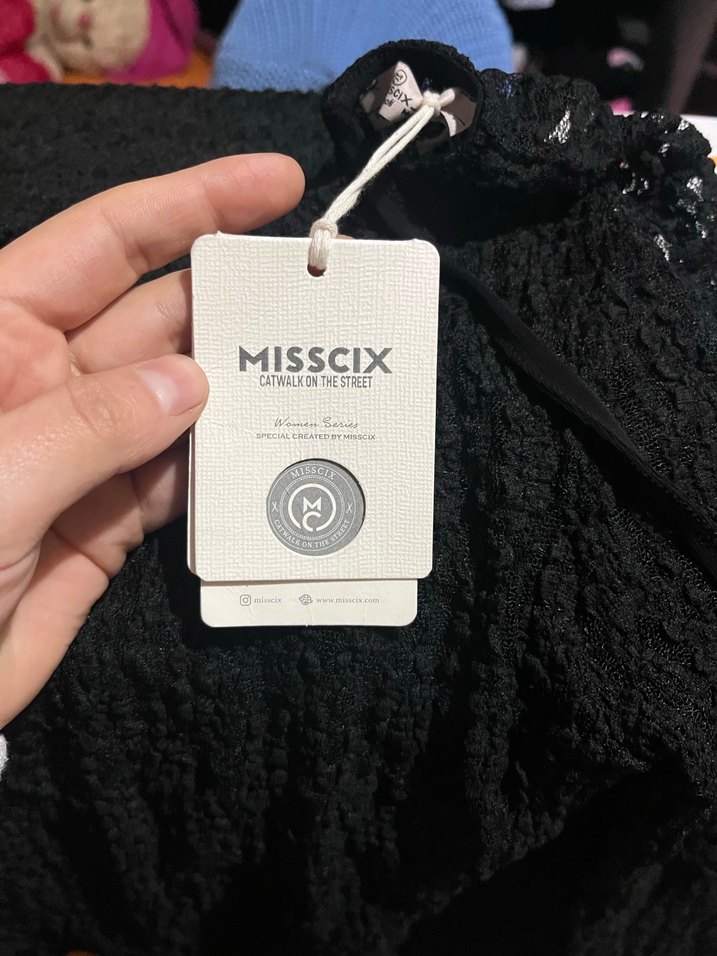 MISSCIX
MISSCIX
CATWALK ON THE STREET
Women Series
SPECIAL CREATED BY MISSCIX
MISSCIX
MC
CATWALK ON THE STREET
misscix www.misscix.com